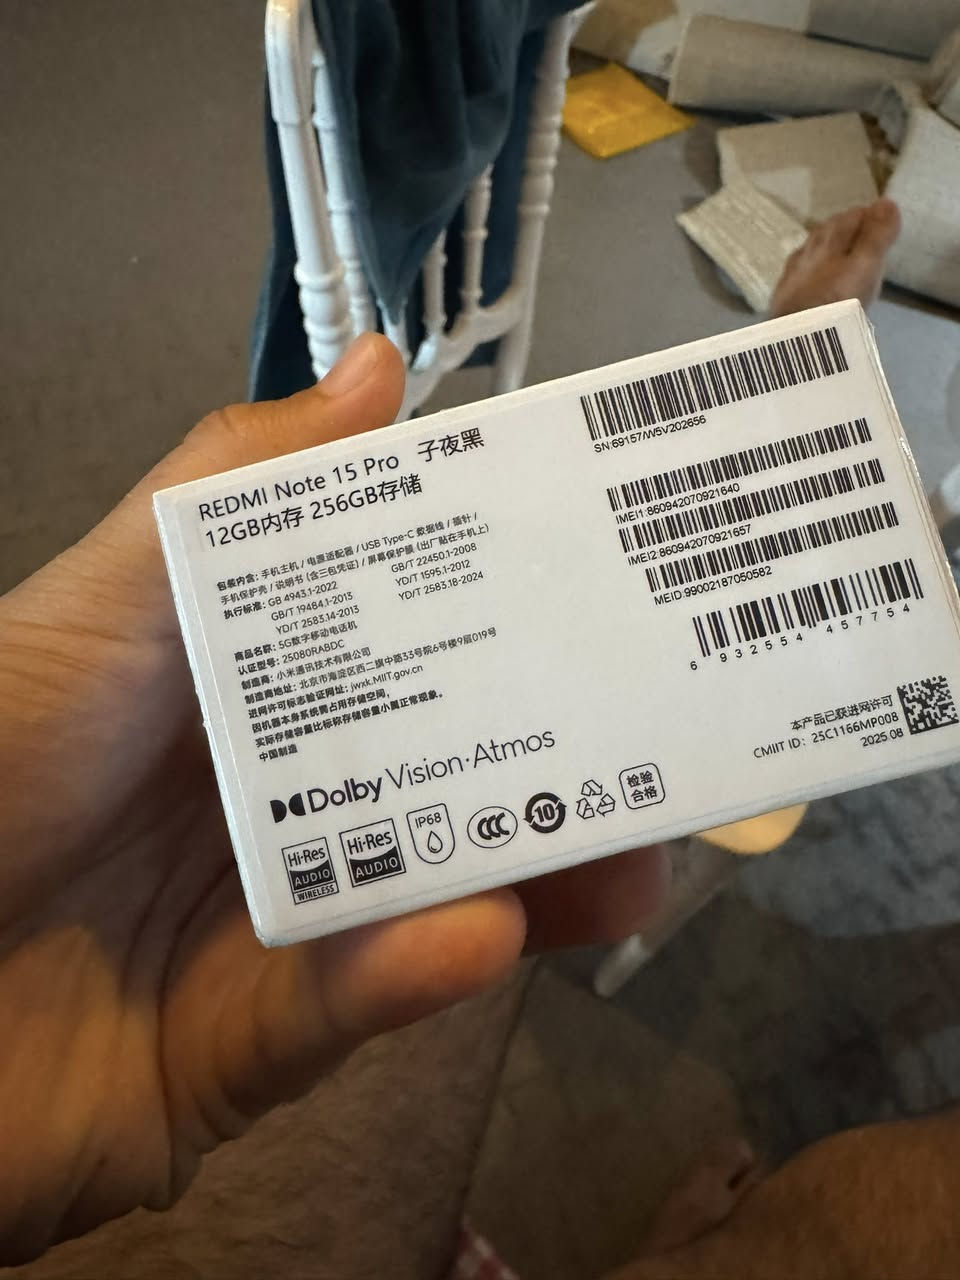 REDMI Note 15 Pro 子夜黑
12GB内存 256GB存储
包装内含: 手机主机 / 电源适配器 / USB Type-C 数据线 / 插针 /
手机保护壳 / 说明书 (含三包凭证) / 屏幕保护膜 (出厂贴在手机上)
执行标准: GB 4943.1-2022 GB/T 22450.1-2008
GB/T 19484.1-2013 YD/T 1595.1-2012
YD/T 2583.14-2013 YD/T 2583.18-2024
商品名称: 5G数字移动电话机
认证型号: 25080RABDC
制造商: 小米通讯技术有限公司
制造商地址: 北京市海淀区西二旗中路33号院6号楼9层019号
进网许可标志验证网址: jwxk.MIIT.gov.cn
因机器本身系统需占用存储空间,
实际存储容量比标称存储容量小属正常现象。
中国制造
Dolby Vision·Atmos
Hi-Res
AUDIO
WIRELESS
Hi-Res
AUDIO
IP68
CCC
10
检验
合格
SN:69157/W5V202656
IMEI1:860942070921640
IMEI2:860942070921657
MEID:99002187050582
6 932554 457754
本产品已获进网许可
CMIIT ID: 25C1166MP008
2025.08